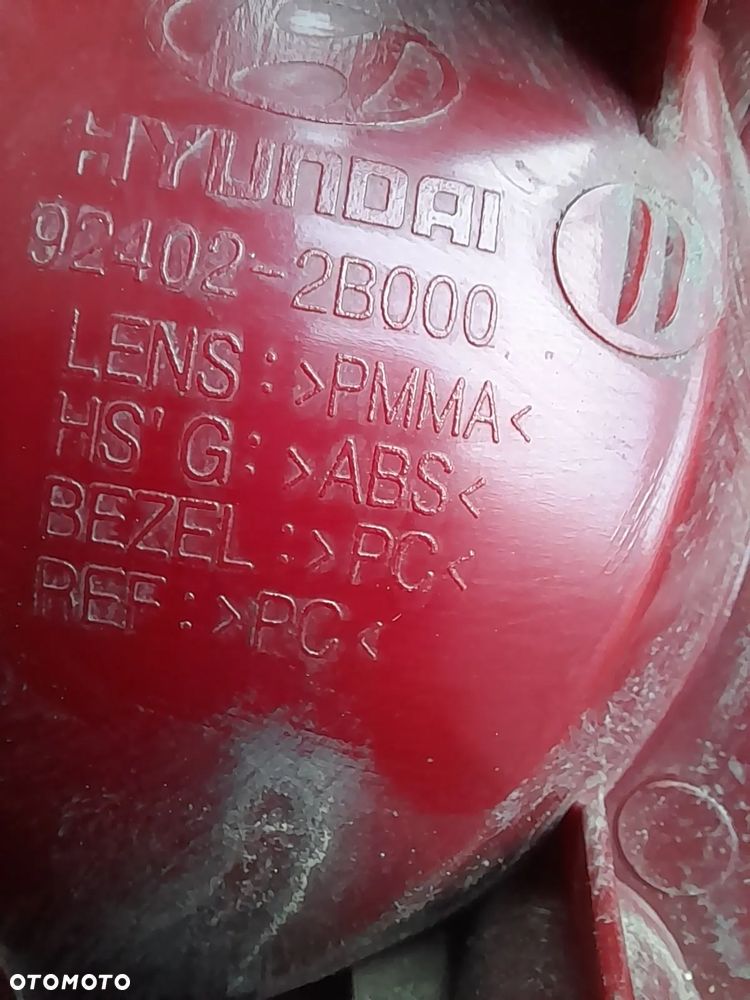 HYUNDAI
92402-2B000
LENS : >PMMA<
HS'G: >ABS<
BEZEL : >PC<
REF : >PC<
OTOMOTO